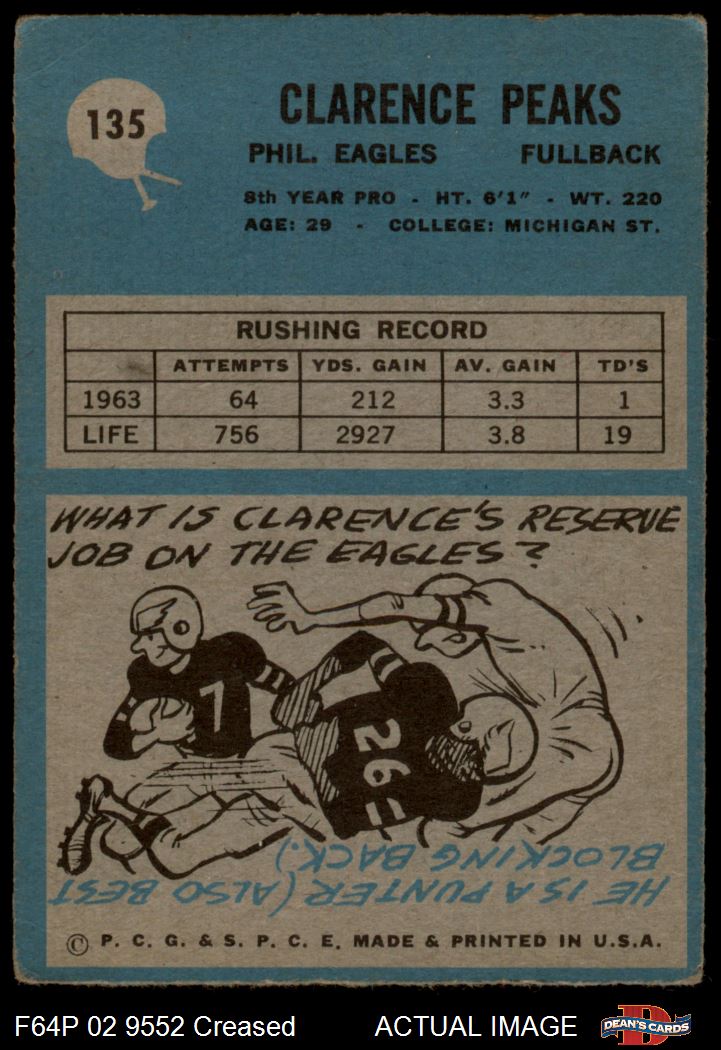 135
CLARENCE PEAKS
PHIL. EAGLES FULLBACK
8th YEAR PRO - HT. 6'1" - WT. 220
AGE: 29 - COLLEGE: MICHIGAN ST.
RUSHING RECORD
ATTEMPTS YDS. GAIN AV. GAIN TD'S
1963 64 212 3.3 1
LIFE 756 2927 3.8 19
WHAT IS CLARENCE'S RESERVE
JOB ON THE EAGLES?
7
26
HE IS A PUNTER (ALSO BEST
BLOCKING BACK.)
© P. C. G. & S. P. C. E. MADE & PRINTED IN U.S.A.
F64P 02 9552 Creased ACTUAL IMAGE
D
DEAN'S CARDS